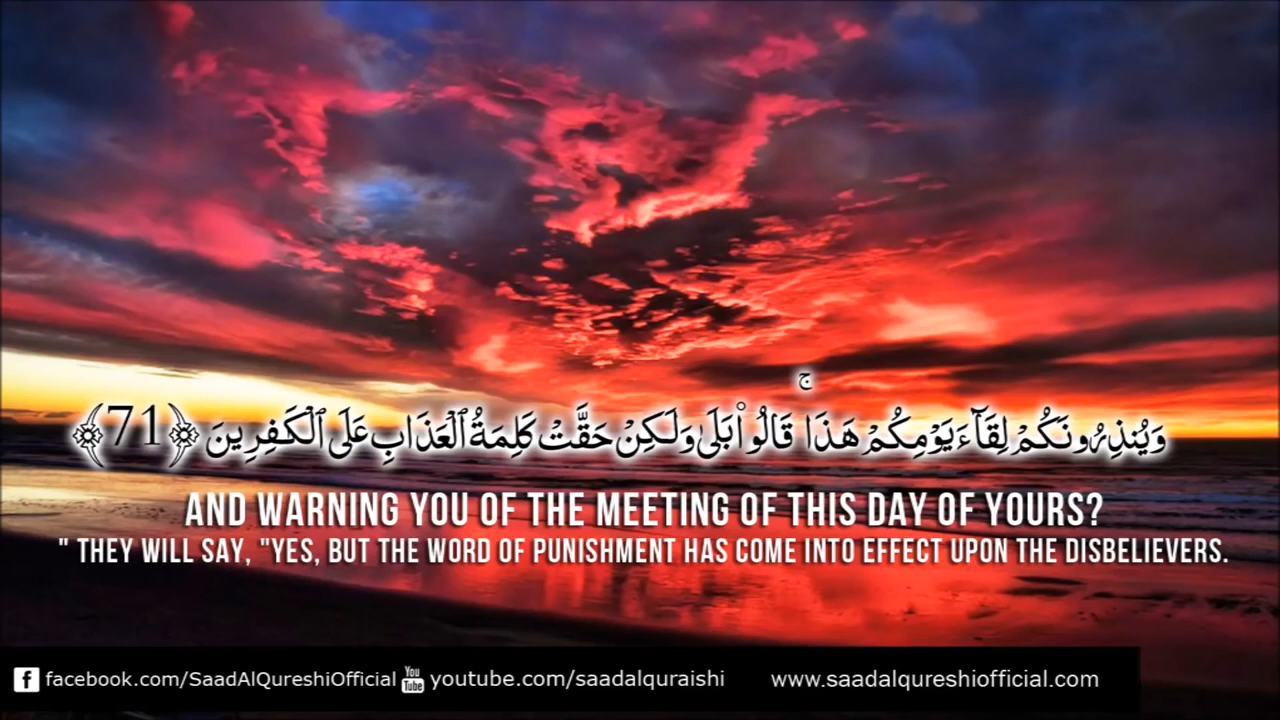 وَيُنذِرُونَكُمْ لِقَآءَ يَوْمِكُمْ هَٰذَا ۚ قَالُوا۟ بَلَىٰ وَلَٰكِنْ حَقَّتْ كَلِمَةُ ٱلْعَذَابِ عَلَى ٱلْكَٰفِرِينَ ﴿71﴾
AND WARNING YOU OF THE MEETING OF THIS DAY OF YOURS?
" THEY WILL SAY, "YES, BUT THE WORD OF PUNISHMENT HAS COME INTO EFFECT UPON THE DISBELIEVERS.
f facebook.com/SaadAlQureshiOfficial You Tube youtube.com/saadalquraishi www.saadalqureshiofficial.com